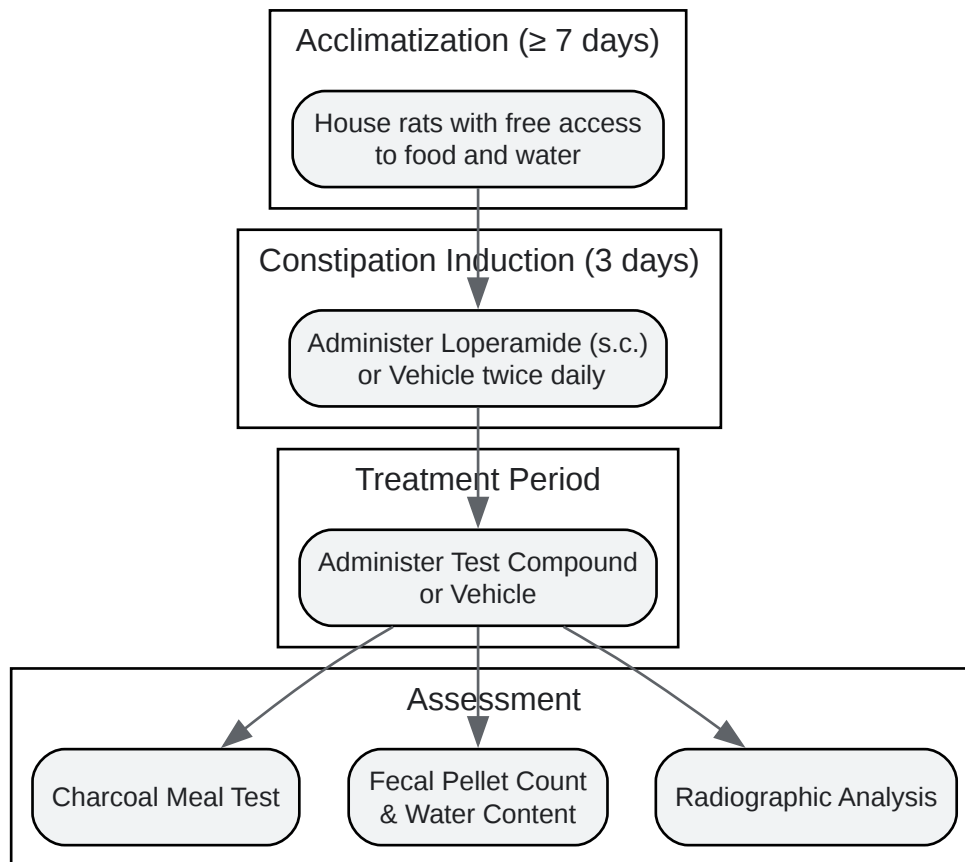 Acclimatization (≥ 7 days)
House rats with free access
to food and water
Constipation Induction (3 days)
Administer Loperamide (s.c.)
or Vehicle twice daily
Treatment Period
Administer Test Compound
or Vehicle
Assessment
Charcoal Meal Test
Fecal Pellet Count
& Water Content
Radiographic Analysis